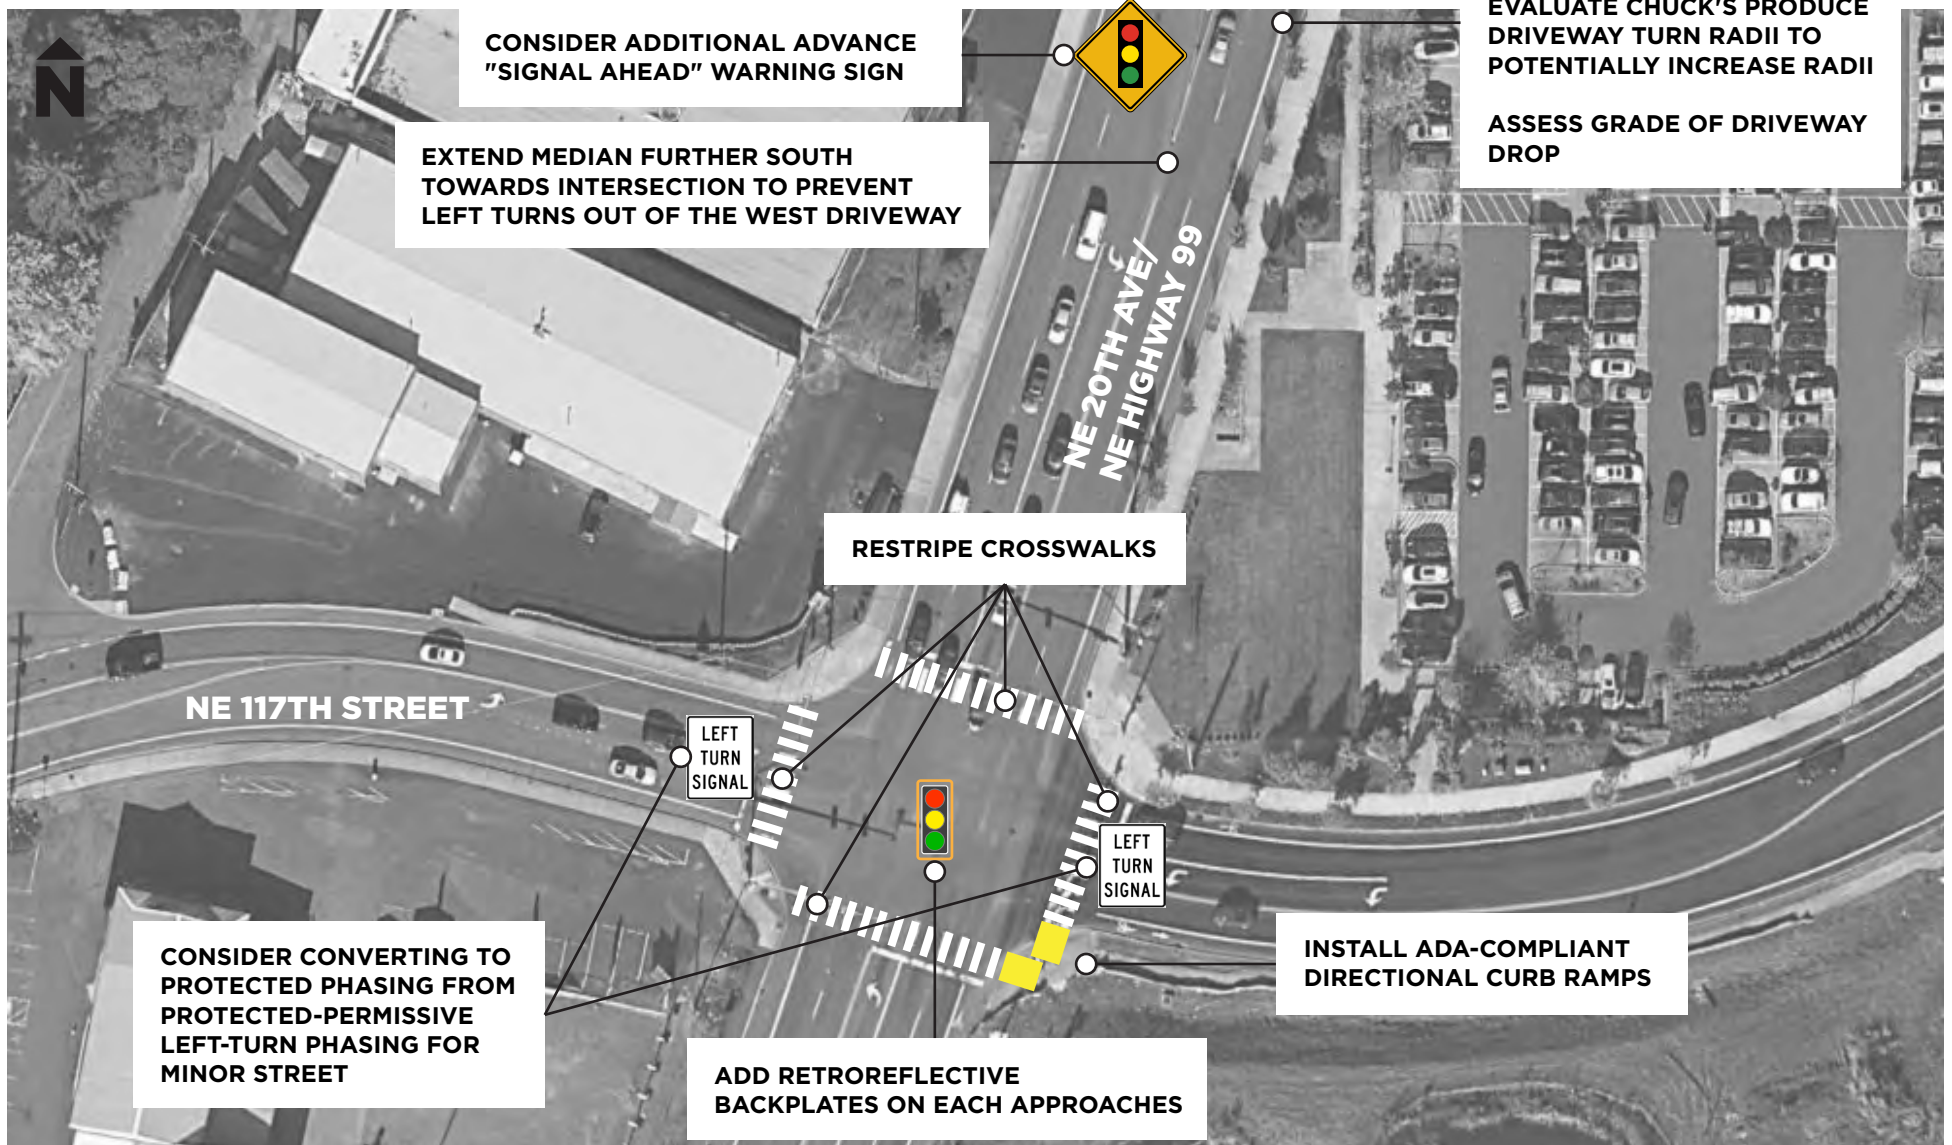 N
CONSIDER ADDITIONAL ADVANCE
"SIGNAL AHEAD" WARNING SIGN
EVALUATE CHUCK'S PRODUCE
DRIVEWAY TURN RADII TO
POTENTIALLY INCREASE RADII
ASSESS GRADE OF DRIVEWAY
DROP
EXTEND MEDIAN FURTHER SOUTH
TOWARDS INTERSECTION TO PREVENT
LEFT TURNS OUT OF THE WEST DRIVEWAY
NE 20TH AVE/
NE HIGHWAY 99
RESTRIPE CROSSWALKS
NE 117TH STREET
LEFT
TURN
SIGNAL
LEFT
TURN
SIGNAL
CONSIDER CONVERTING TO
PROTECTED PHASING FROM
PROTECTED-PERMISSIVE
LEFT-TURN PHASING FOR
MINOR STREET
INSTALL ADA-COMPLIANT
DIRECTIONAL CURB RAMPS
ADD RETROREFLECTIVE
BACKPLATES ON EACH APPROACHES